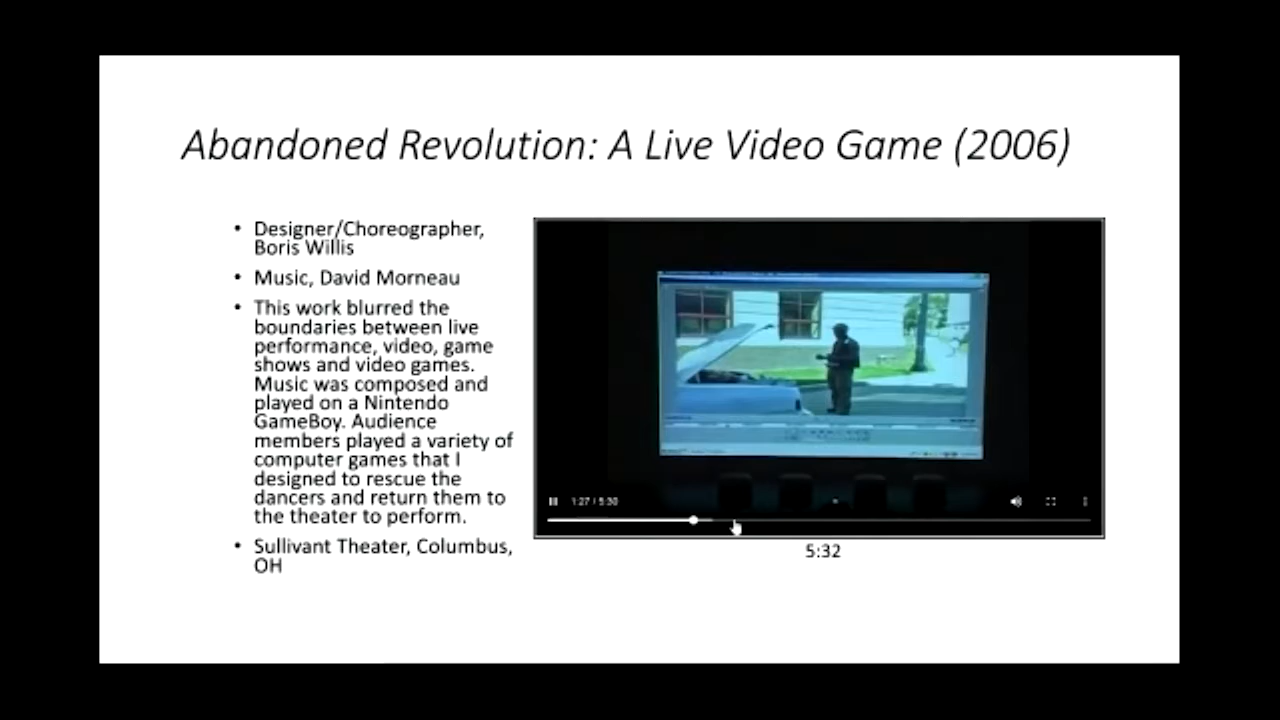 Abandoned Revolution: A Live Video Game (2006)
• Designer/Choreographer,
Boris Willis
• Music, David Morneau
• This work blurred the
boundaries between live
performance, video, game
shows and video games.
Music was composed and
played on a Nintendo
GameBoy. Audience
members played a variety of
computer games that I
designed to rescue the
dancers and return them to
the theater to perform.
• Sullivant Theater, Columbus,
OH
1:27 / 5:30
5:32